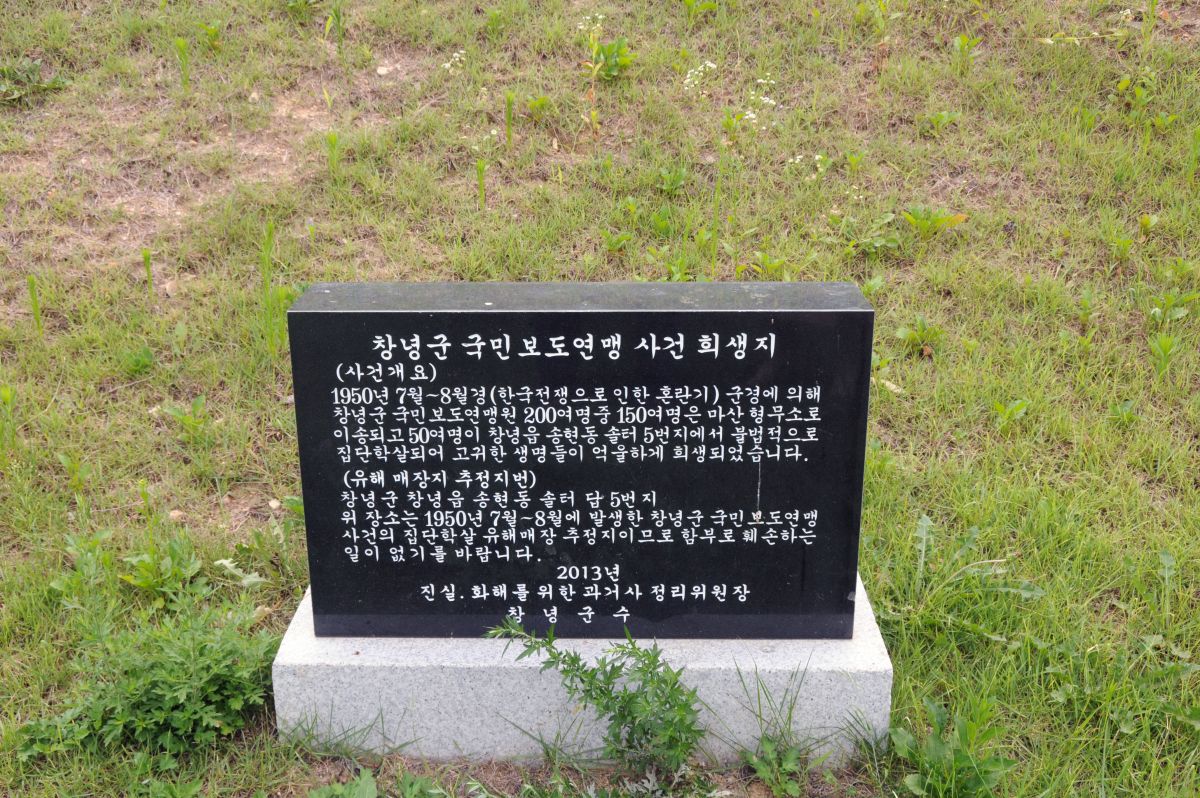 창녕군 국민보도연맹 사건 희생지
(사건개요)
1950년 7월~8월경(한국전쟁으로 인한 혼란기) 군경에 의해
창녕군 국민보도연맹원 200여명중 150여명은 마산 형무소로
이송되고 50여명이 창녕읍 송현동 솔터 5번지에서 불법적으로
집단학살되어 고귀한 생명들이 억울하게 희생되었습니다.
(유해 매장지 추정지번)
창녕군 창녕읍 송현동 솔터 답 5번지
위 장소는 1950년 7월~8월에 발생한 창녕군 국민보도연맹
사건의 집단학살 유해매장 추정지이므로 함부로 훼손하는
일이 없기를 바랍니다.
2013년
진실.화해를위한과거사정리위원장
창녕군수